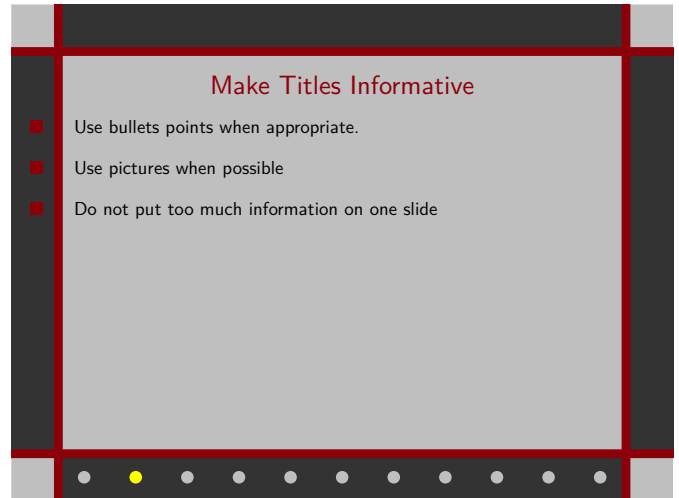 Make Titles Informative
Use bullets points when appropriate.
Use pictures when possible
Do not put too much information on one slide